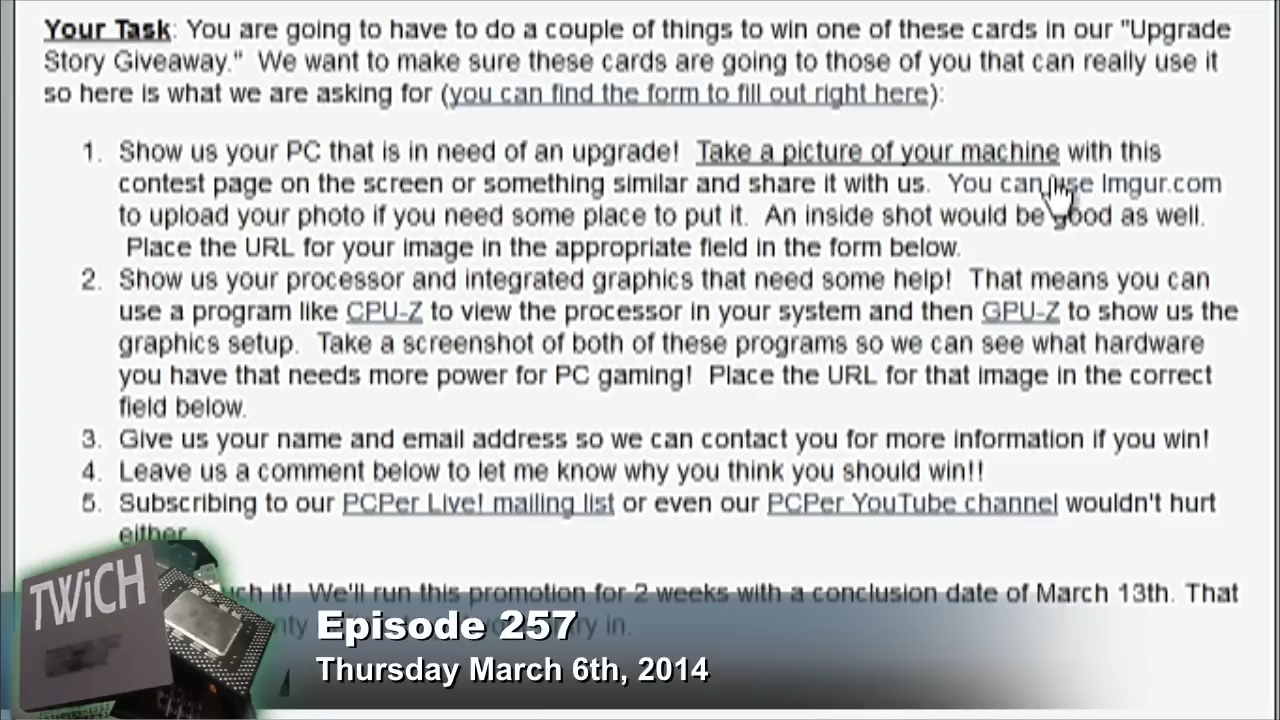 Your Task: You are going to have to do a couple of things to win one of these cards in our "Upgrade
Story Giveaway." We want to make sure these cards are going to those of you that can really use it
so here is what we are asking for (you can find the form to fill out right here):
1. Show us your PC that is in need of an upgrade! Take a picture of your machine with this
contest page on the screen or something similar and share it with us. You can use Imgur.com
to upload your photo if you need some place to put it. An inside shot would be good as well.
Place the URL for your image in the appropriate field in the form below.
2. Show us your processor and integrated graphics that need some help! That means you can
use a program like CPU-Z to view the processor in your system and then GPU-Z to show us the
graphics setup. Take a screenshot of both of these programs so we can see what hardware
you have that needs more power for PC gaming! Place the URL for that image in the correct
field below.
3. Give us your name and email address so we can contact you for more information if you win!
4. Leave us a comment below to let me know why you think you should win!!
5. Subscribing to our PCPer Live! mailing list or even our PCPer YouTube channel wouldn't hurt
either
it! We'll run this promotion for 2 weeks with a conclusion date of March 13th. That
in.
TWiCH
Episode 257
Thursday March 6th, 2014